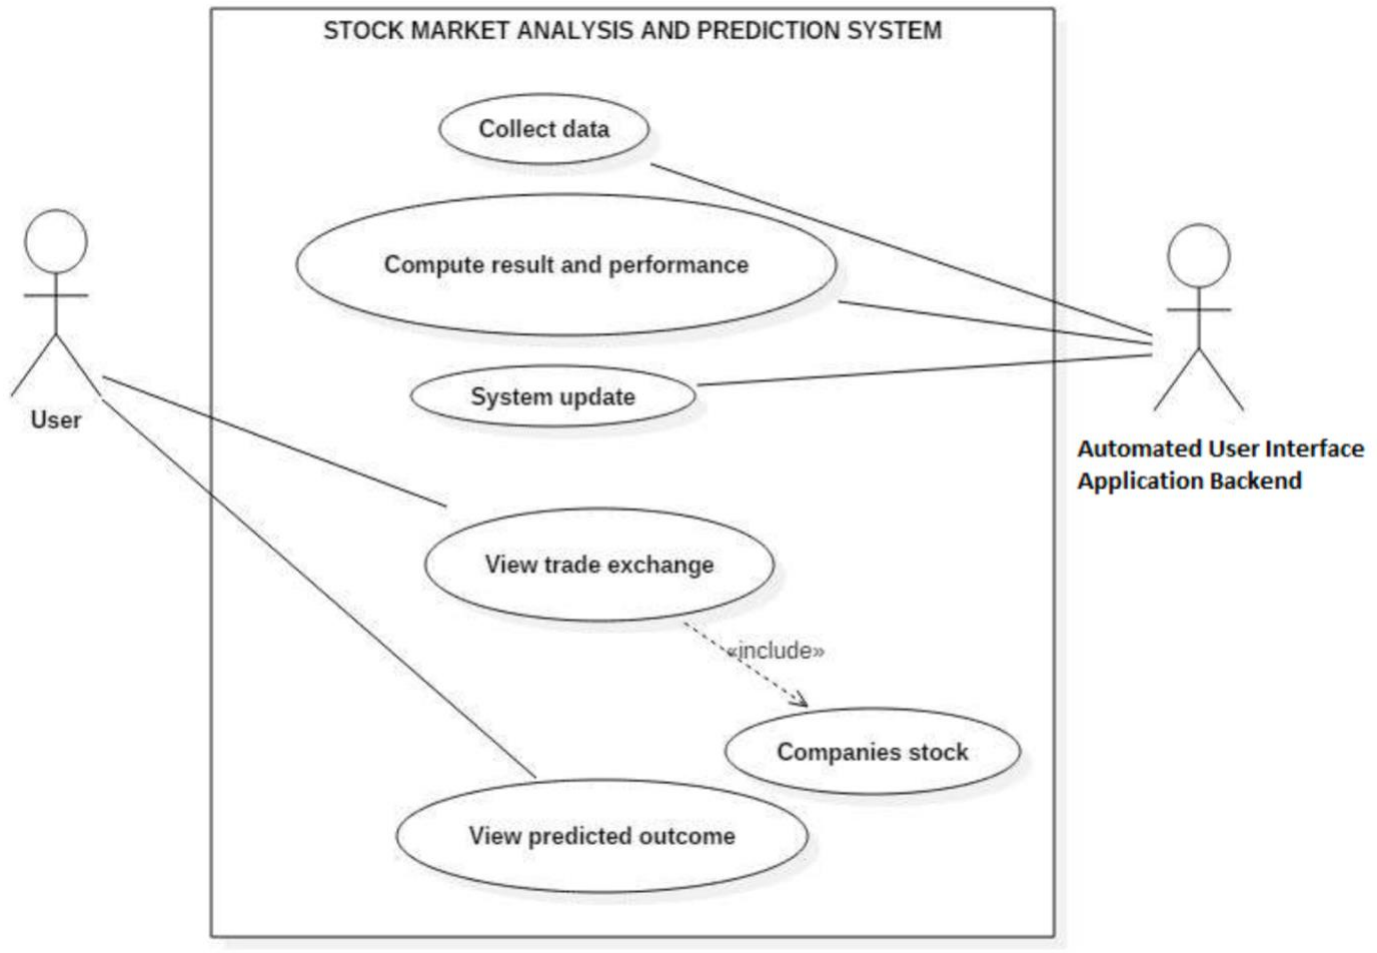 STOCK MARKET ANALYSIS AND PREDICTION SYSTEM
Collect data
Compute result and performance
System update
User
Automated User Interface
Application Backend
View trade exchange
«include»
Companies stock
View predicted outcome